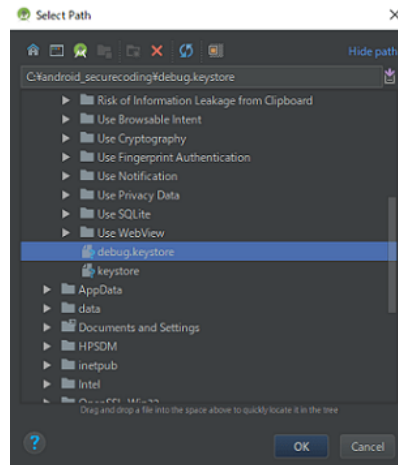 Select Path
Hide path
C:¥android_securecoding¥debug.keystore
Risk of Information Leakage from Clipboard
Use Browsable Intent
Use Cryptography
Use Fingerprint Authentication
Use Notification
Use Privacy Data
Use SQLite
Use WebView
debug.keystore
keystore
AppData
data
Documents and Settings
HPSDM
inetpub
Intel
OpenSSL-Win32
Drag and drop a file into the space above to quickly locate it in the tree
?
OK
Cancel